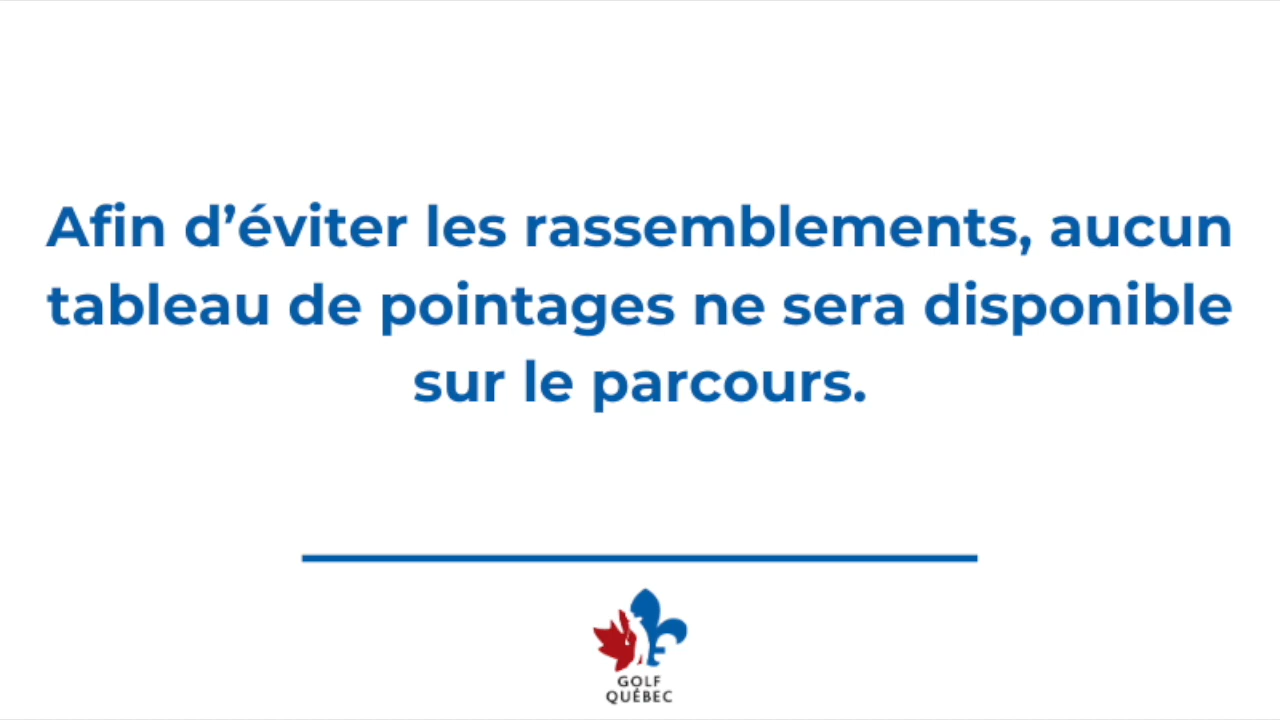 Afin d’éviter les rassemblements, aucun
tableau de pointages ne sera disponible
sur le parcours.
GOLF
QUÉBEC